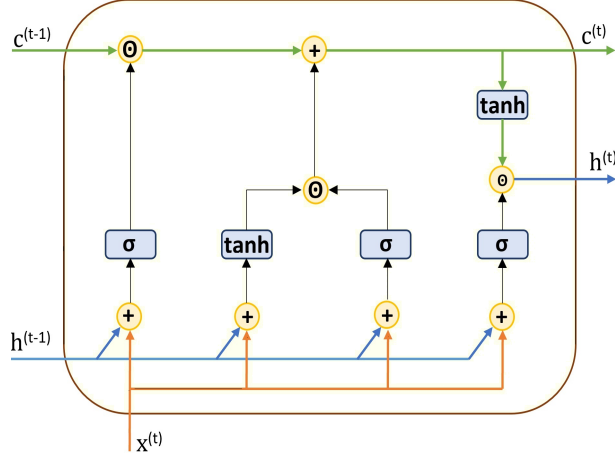 c(t-1) ʘ + c(t)
tanh
ʘ ʘ h(t)
σ tanh σ σ
+ + + +
h(t-1)
x(t)